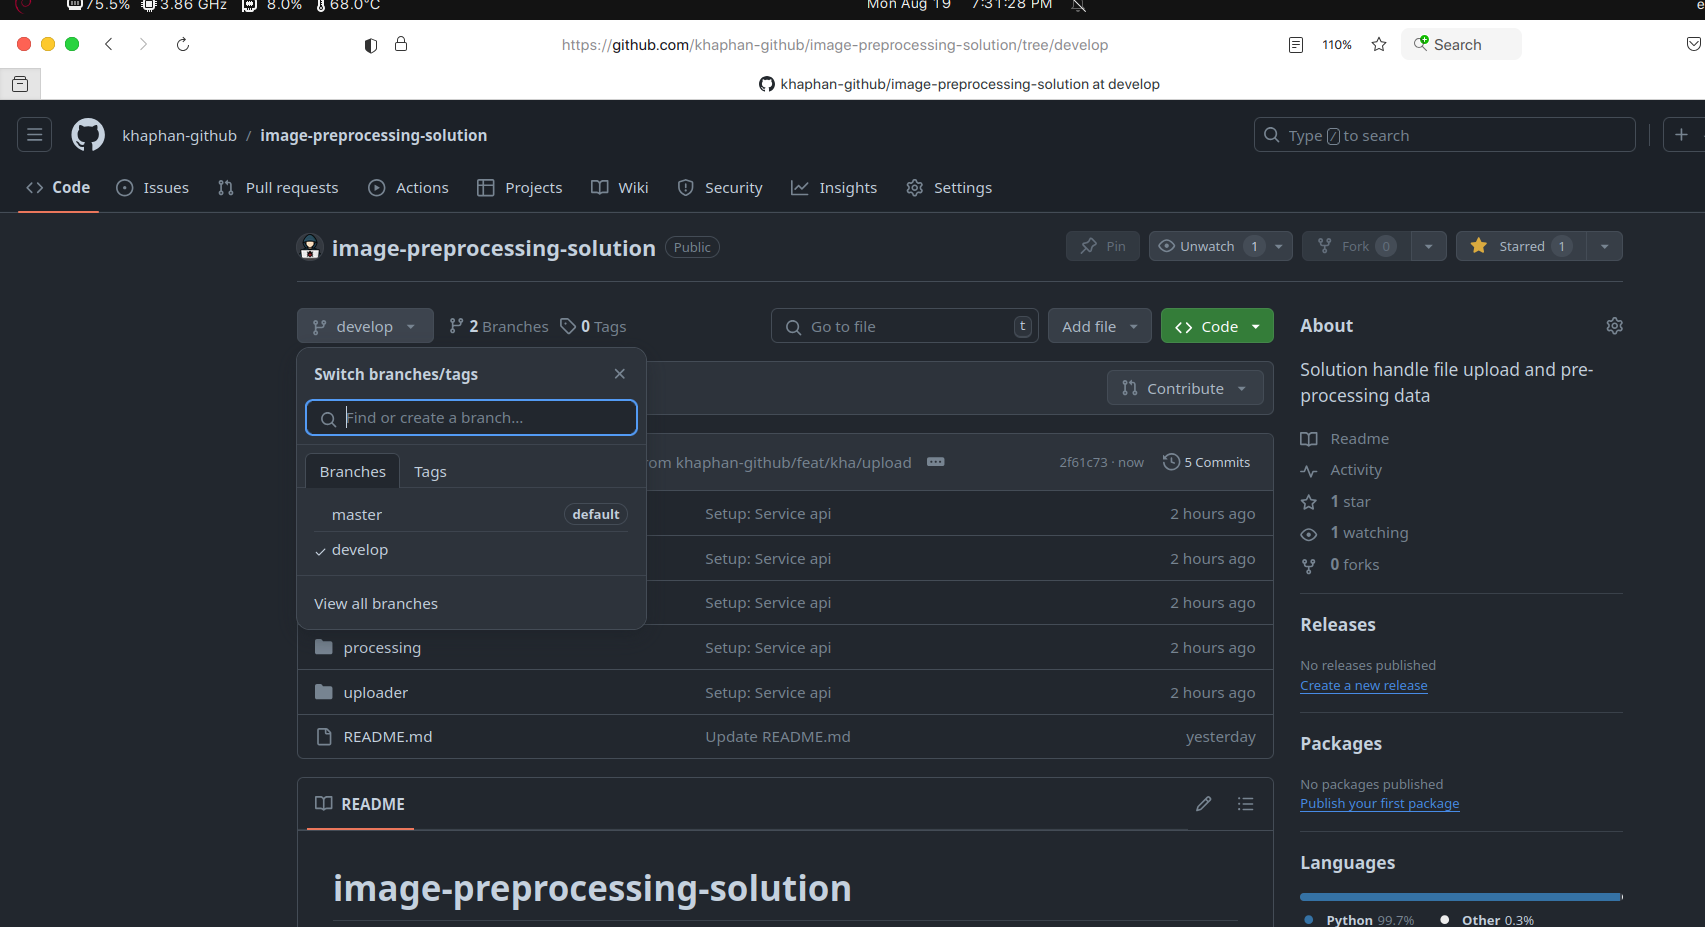 75.5% 3.86 GHz 8.0% 68.0°C Mon Aug 19 7:31:28 PM e
https://github.com/khaphan-github/image-preprocessing-solution/tree/develop 110% Search
khaphan-github/image-preprocessing-solution at develop
khaphan-github / image-preprocessing-solution Type / to search
Code Issues Pull requests Actions Projects Wiki Security Insights Settings
image-preprocessing-solution Public Pin Unwatch 1 Fork 0 Starred 1
develop 2 Branches 0 Tags Go to file t Add file Code
Switch branches/tags
Contribute
Find or create a branch...
om khaphan-github/feat/kha/upload 2f61c73 · now 5 Commits
Branches Tags
master default
Setup: Service api 2 hours ago
develop
Setup: Service api 2 hours ago
View all branches
Setup: Service api 2 hours ago
processing Setup: Service api 2 hours ago
uploader Setup: Service api 2 hours ago
README.md Update README.md yesterday
README
image-preprocessing-solution
About
Solution handle file upload and pre-
processing data
Readme
Activity
1 star
1 watching
0 forks
Releases
No releases published
Create a new release
Packages
No packages published
Publish your first package
Languages
Python 99.7% Other 0.3%